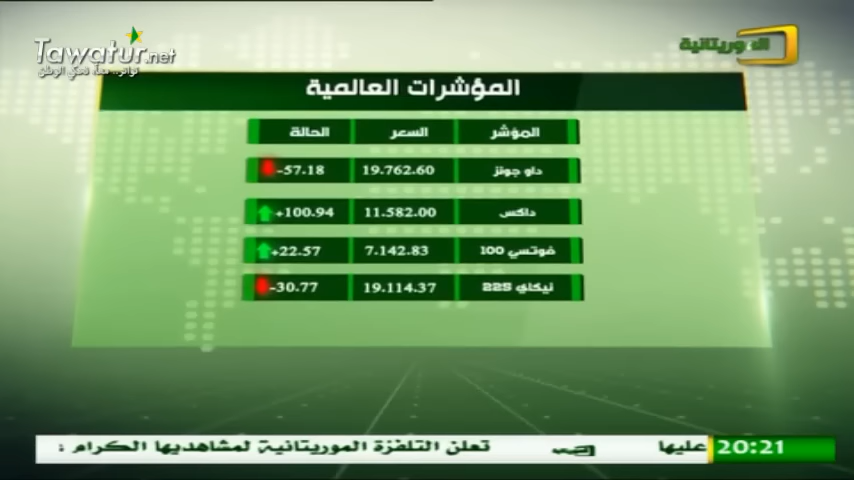 Tawatur.net
الموريتانية
المؤشرات العالمية
المؤشر السعر الحالة
داو جونز 19.762.60 -57.18
داكس 11.582.00 +100.94
فوتسي 100 7.142.83 +22.57
نيكاي 225 19.114.37 -30.77
20:21 عليها تعلن التلفزة الموريتانية لمشاهديها الكرام :